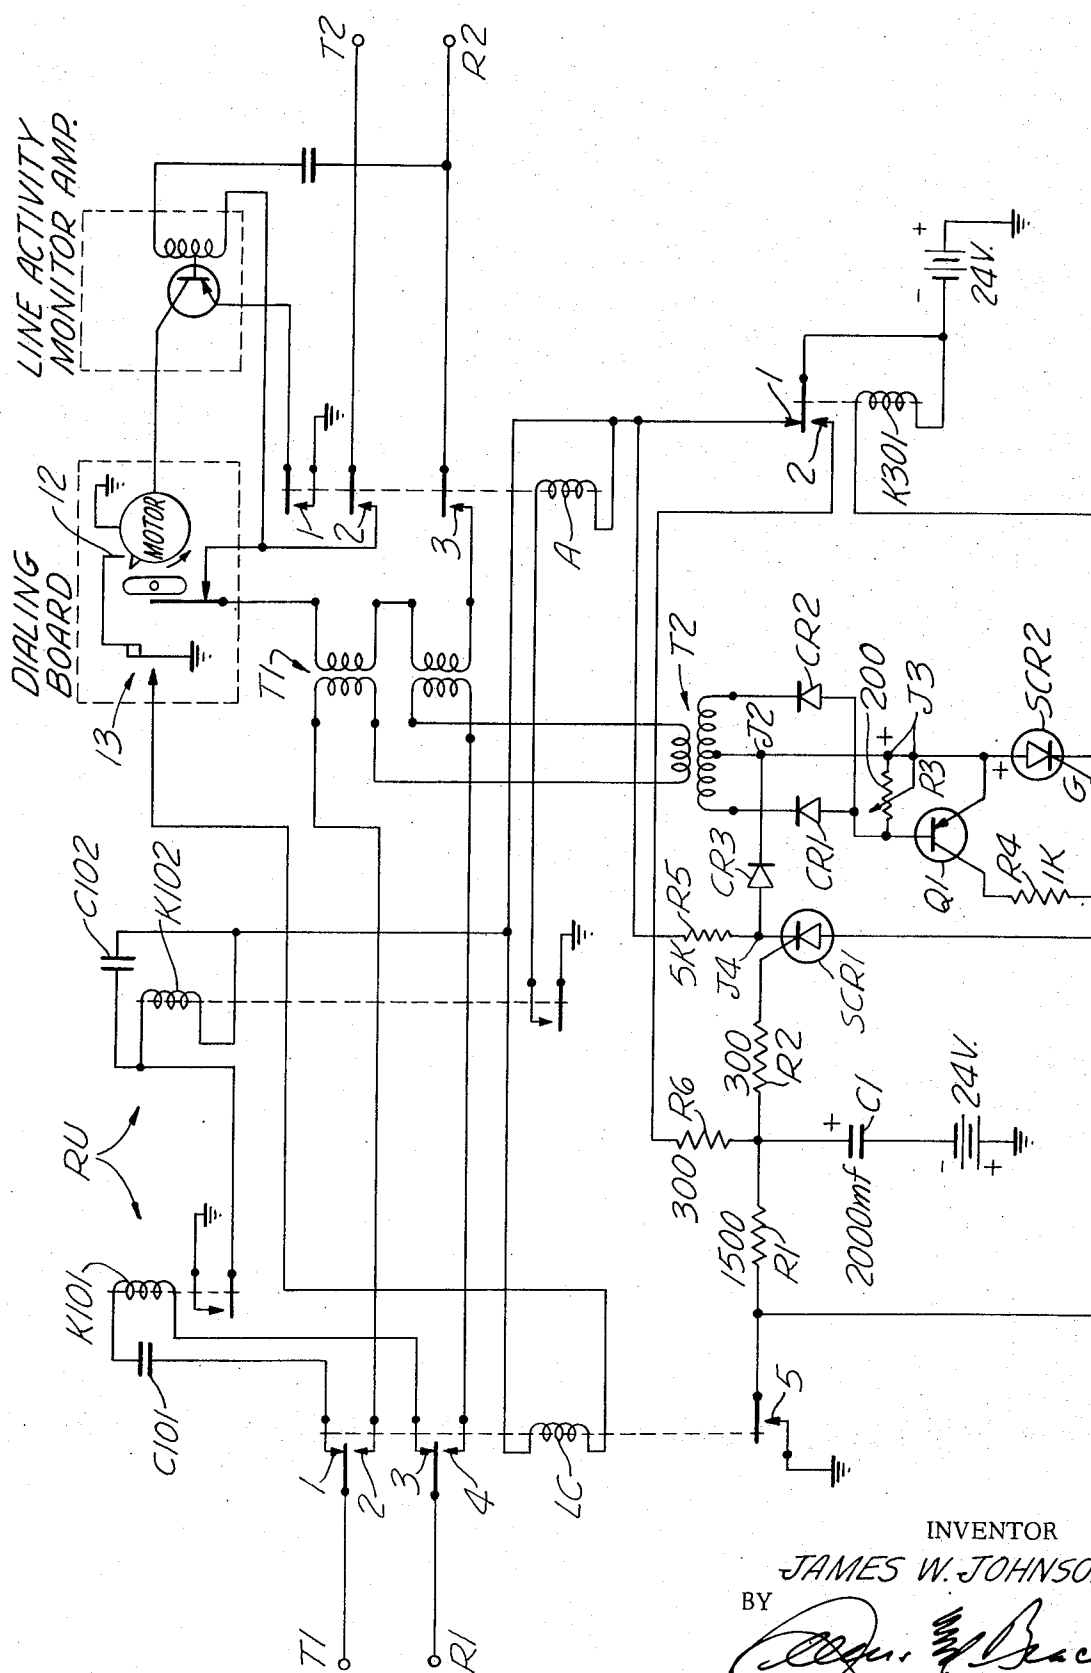 LINE ACTIVITY
MONITOR AMP.
DIALING
BOARD
12
MOTOR
13
T2
R2
1
2
3
T17
A
C102
K102
RU
K101
C101
1
2
3
4
LC
T1
R1
+
-
24V.
1
2
K301
T2
J2
CR2
CR3
CR1
200
+
J3
R3
+
SCR2
G
Q1
R4
1K
5K
R5
J4
SCR1
300
R2
300
R6
1500
R1
+
C1
2000mf
24V.
-
+
5
INVENTOR
JAMES W. JOHNSO
BY